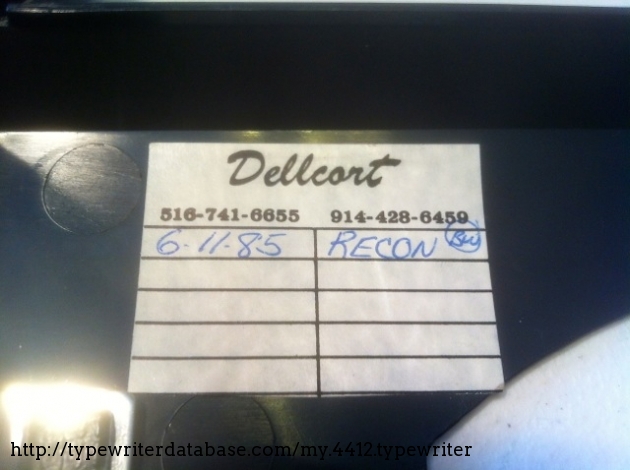 Dellcort
516-741-6655 914-428-6459
6-11-85 RECON
http://typewriterdatabase.com/my.4412.typewriter